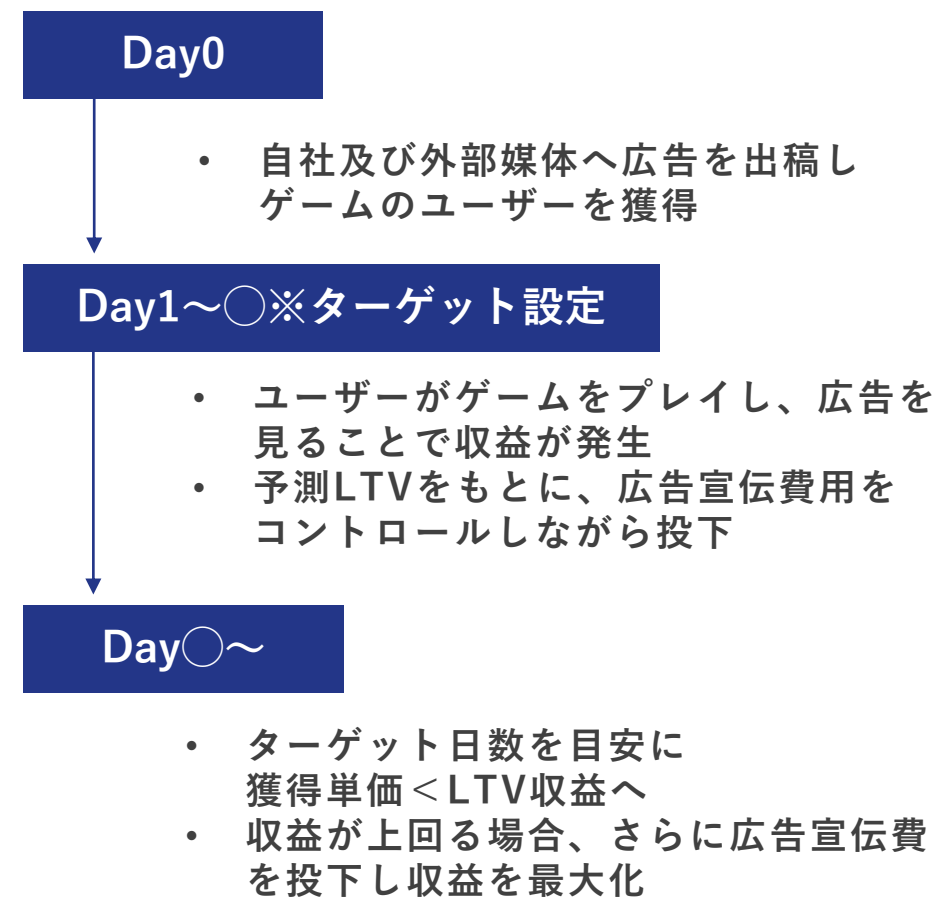 Day0
• 自社及び外部媒体へ広告を出稿し
ゲームのユーザーを獲得
Day1～◯※ターゲット設定
• ユーザーがゲームをプレイし、広告を
見ることで収益が発生
• 予測LTVをもとに、広告宣伝費用を
コントロールしながら投下
Day◯～
• ターゲット日数を目安に
獲得単価＜LTV収益へ
• 収益が上回る場合、さらに広告宣伝費
を投下し収益を最大化